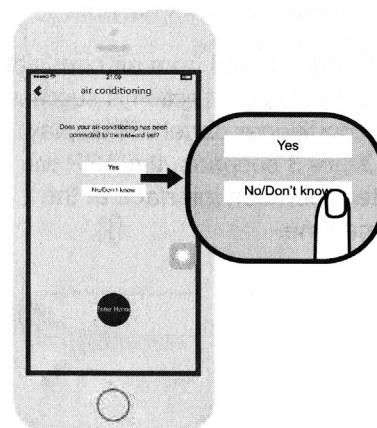 21:09
air conditioning
Does your air-conditioning has been
connected to the network yet?
Yes
No/Don't know
Enter Home
Yes
No/Don't know